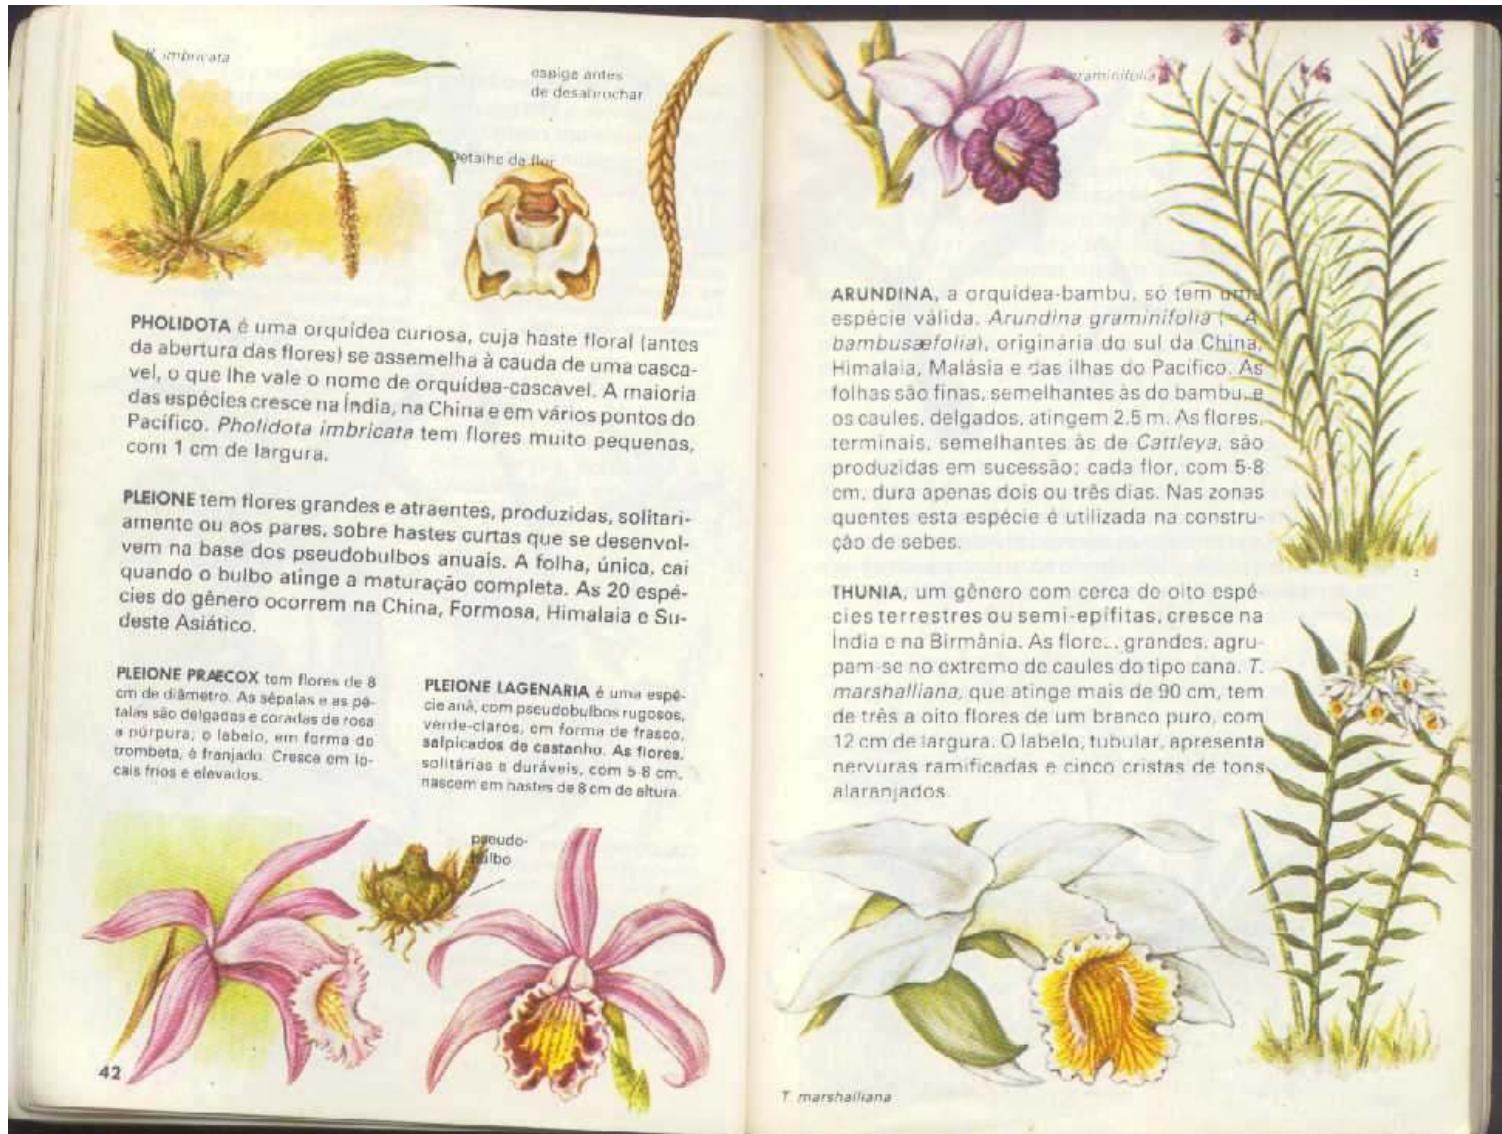 P. imbricata
espiga antes
de desabrochar
Detalhe da flor
PHOLIDOTA é uma orquídea curiosa, cuja haste floral (antes
da abertura das flores) se assemelha à cauda de uma casca-
vel, o que lhe vale o nome de orquídea-cascavel. A maioria
das espécies cresce na Índia, na China e em vários pontos do
Pacífico. Pholidota imbricata tem flores muito pequenas,
com 1 cm de largura.
PLEIONE tem flores grandes e atraentes, produzidas, solitari-
amente ou aos pares, sobre hastes curtas que se desenvol-
vem na base dos pseudobulbos anuais. A folha, única, cai
quando o bulbo atinge a maturação completa. As 20 espé-
cies do gênero ocorrem na China, Formosa, Himalaia e Su-
deste Asiático.
PLEIONE PRAECOX tem flores de 8
cm de diâmetro. As sépalas e as pé-
talas são delgadas e coradas de rosa
a púrpura; o labelo, em forma de
trombeta, é franjado. Cresce em lo-
cais frios e elevados.
PLEIONE LAGENARIA é uma espé-
cie anã, com pseudobulbos rugosos,
verde-claros, em forma de frasco,
salpicados de castanho. As flores,
solitárias e duráveis, com 5-8 cm,
nascem em hastes de 8 cm de altura.
pseudo-
bulbo
42
graminifolia
ARUNDINA, a orquídea-bambu, só tem uma
espécie válida. Arundina graminifolia (= A.
bambusæfolia), originária do sul da China,
Himalaia, Malásia e das ilhas do Pacífico. As
folhas são finas, semelhantes às do bambu, e
os caules, delgados, atingem 2,5 m. As flores,
terminais, semelhantes às de Cattleya, são
produzidas em sucessão; cada flor, com 5-8
cm, dura apenas dois ou três dias. Nas zonas
quentes esta espécie é utilizada na constru-
ção de sebes.
THUNIA, um gênero com cerca de oito espé-
cies terrestres ou semi-epífitas, cresce na
Índia e na Birmânia. As flore.., grandes, agru-
pam-se no extremo de caules do tipo cana. T.
marshalliana, que atinge mais de 90 cm, tem
de três a oito flores de um branco puro, com
12 cm de largura. O labelo, tubular, apresenta
nervuras ramificadas e cinco cristas de tons
alaranjados.
T. marshalliana